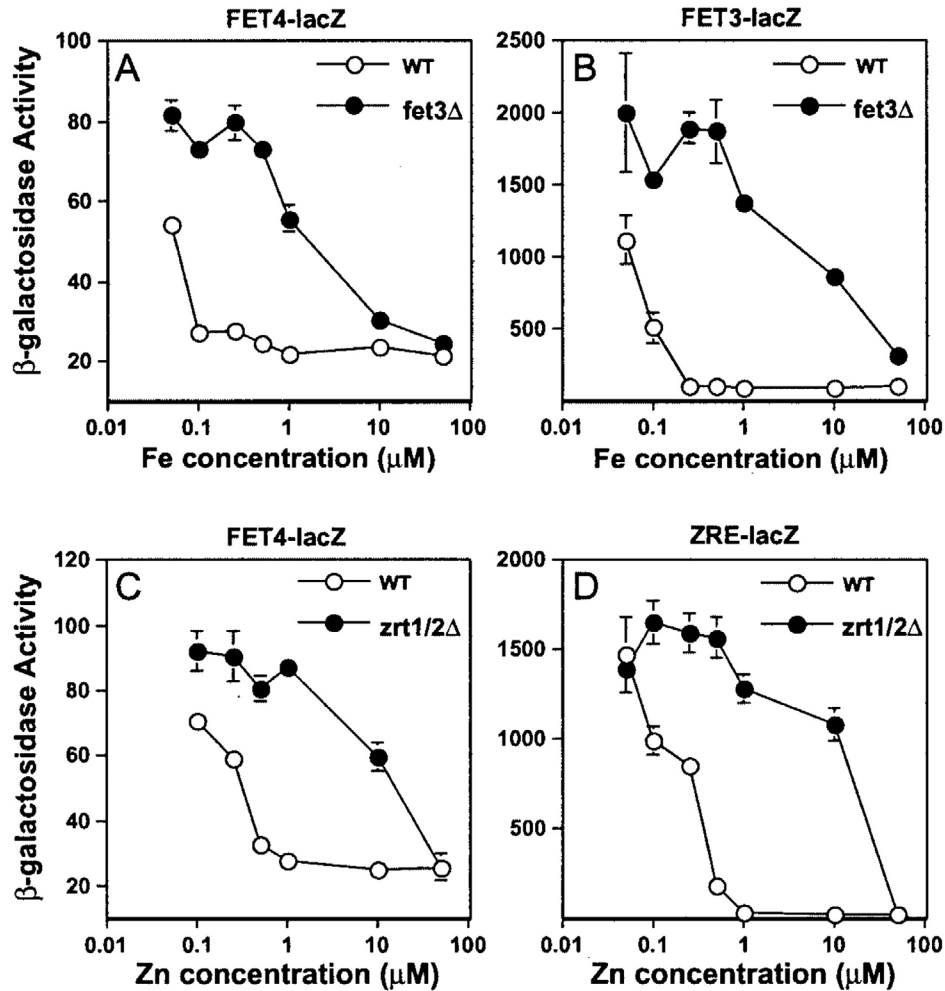 FET4-lacZ
A
WT
fet3Δ
100
80
60
40
20
β-galactosidase Activity
0.01 0.1 1 10 100
Fe concentration (μM)
FET3-lacZ
B
WT
fet3Δ
2500
2000
1500
1000
500
0.01 0.1 1 10 100
Fe concentration (μM)
FET4-lacZ
C
WT
zrt1/2Δ
120
100
80
60
40
20
β-galactosidase Activity
0.01 0.1 1 10 100
Zn concentration (μM)
ZRE-lacZ
D
WT
zrt1/2Δ
2000
1500
1000
500
0.01 0.1 1 10 100
Zn concentration (μM)